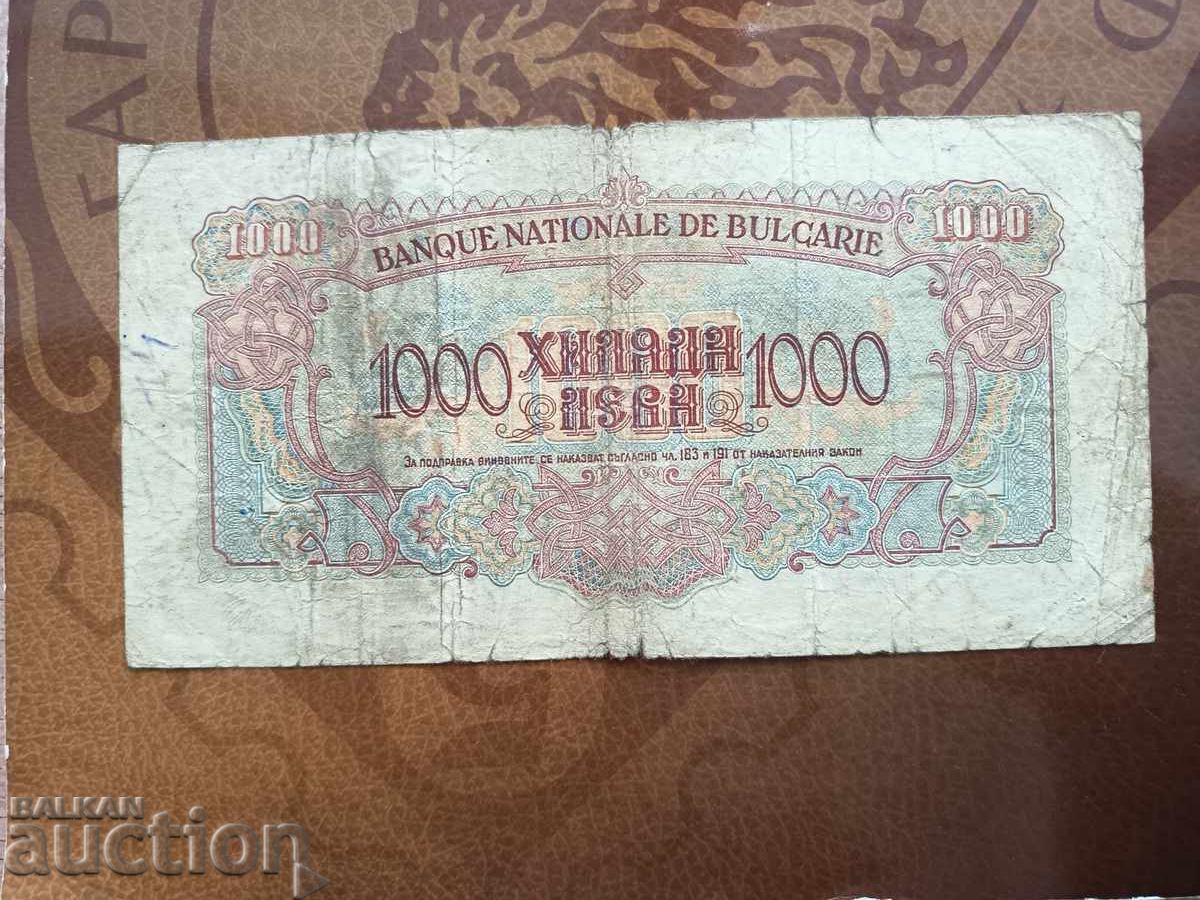 ГАР
1000
BANQUE NATIONALE DE BULGARIE
1000
1000
ХИЛЯДИ
ЛЕВА
1000
ЗА ПОДПРАВКА ВИНОВНИТЕ СЕ НАКАЗВАТ СЪГЛАСНО ЧЛ. 183 И 191 ОТ НАКАЗАТЕЛНИЯ ЗАКОН
BALKAN
auction